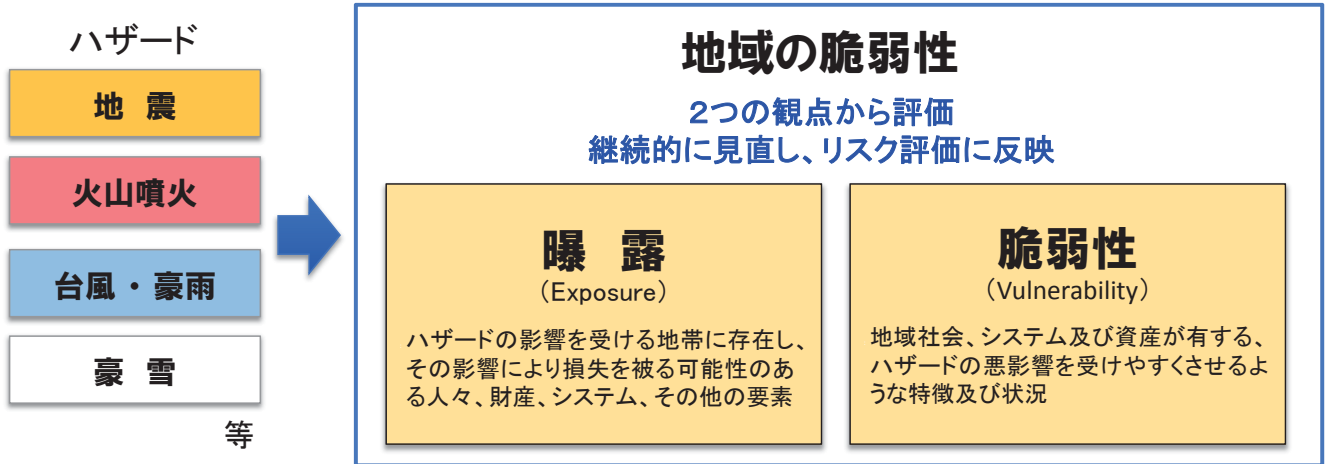 ハザード
地 震
火山噴火
台風・豪雨
豪 雪
等
地域の脆弱性
2つの観点から評価
継続的に見直し、リスク評価に反映
曝 露
(Exposure)
ハザードの影響を受ける地帯に存在し、
その影響により損失を被る可能性のあ
る人々、財産、システム、その他の要素
脆弱性
(Vulnerability)
地域社会、システム及び資産が有する、
ハザードの悪影響を受けやすくさせるよ
うな特徴及び状況